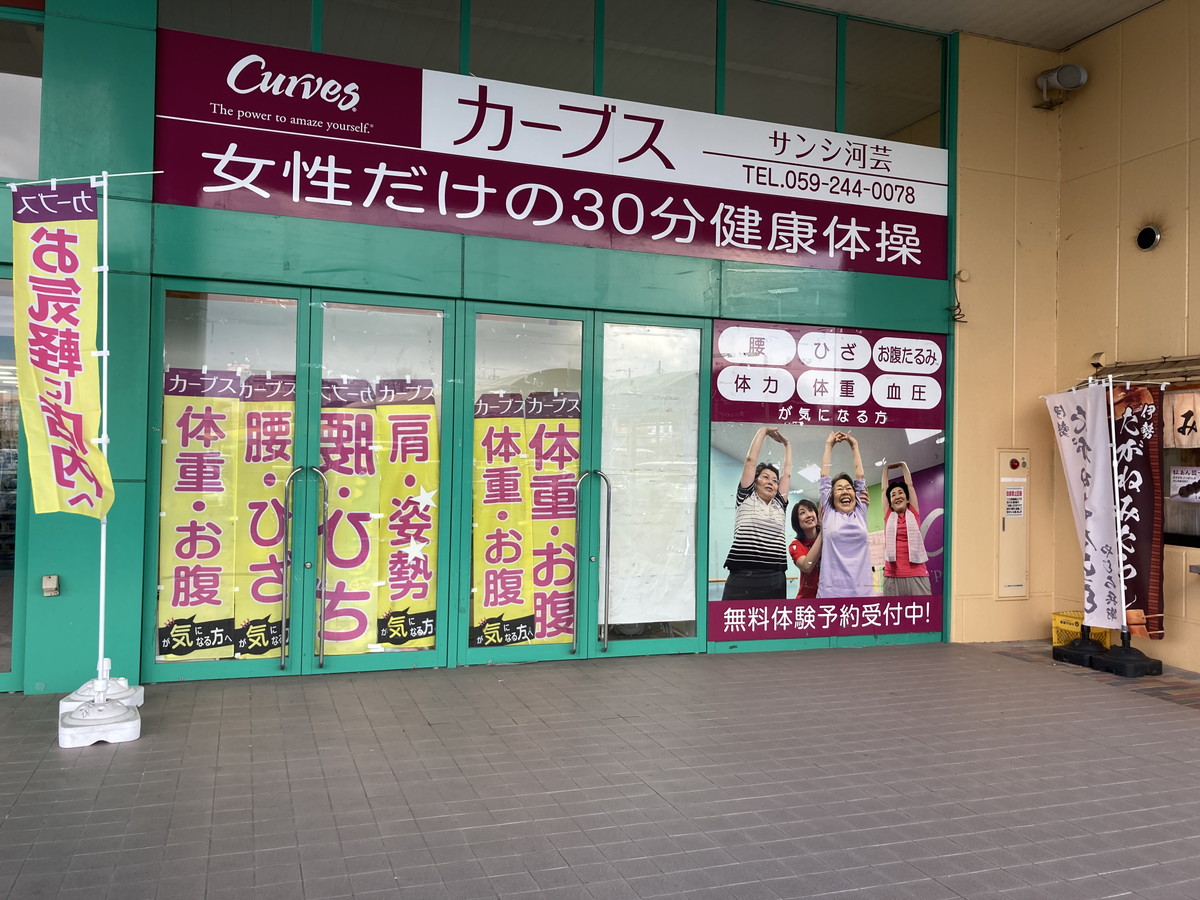 Curves
The power to amaze yourself.®
カーブス
サンシ河芸
TEL.059-244-0078
女性だけの30分健康体操
カーブス
お気軽に店内へ
カーブス
体重・お腹
が気になる方へ
カーブス
腰・ひざ
が気になる方へ
カーブス
腰・ひざ
カーブス
肩・姿勢
が気になる方へ
カーブス
体重・お腹
が気になる方へ
カーブス
体重・お腹
腰
ひざ
お腹たるみ
体力
体重
血圧
が気になる方
無料体験予約受付中!
伊勢
伊勢